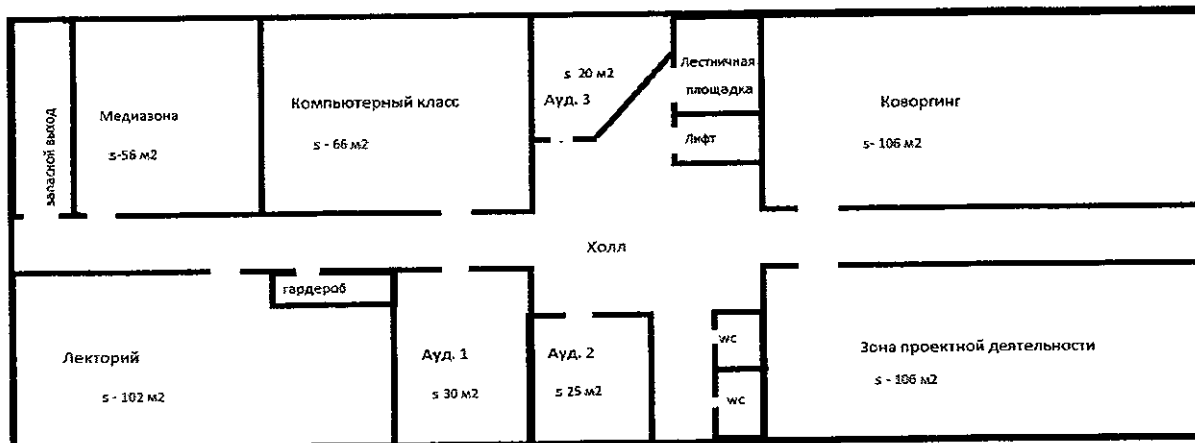 запасной выход
Медиазона
s-56 м2
Компьютерный класс
s - 66 м2
s 20 м2
Ауд. 3
Лестничная
площадка
Лифт
Коворгинг
s- 106 м2
Холл
гардероб
Лекторий
s - 102 м2
Ауд. 1
s 30 м2
Ауд. 2
s 25 м2
wc
wc
Зона проектной деятельности
s - 106 м2